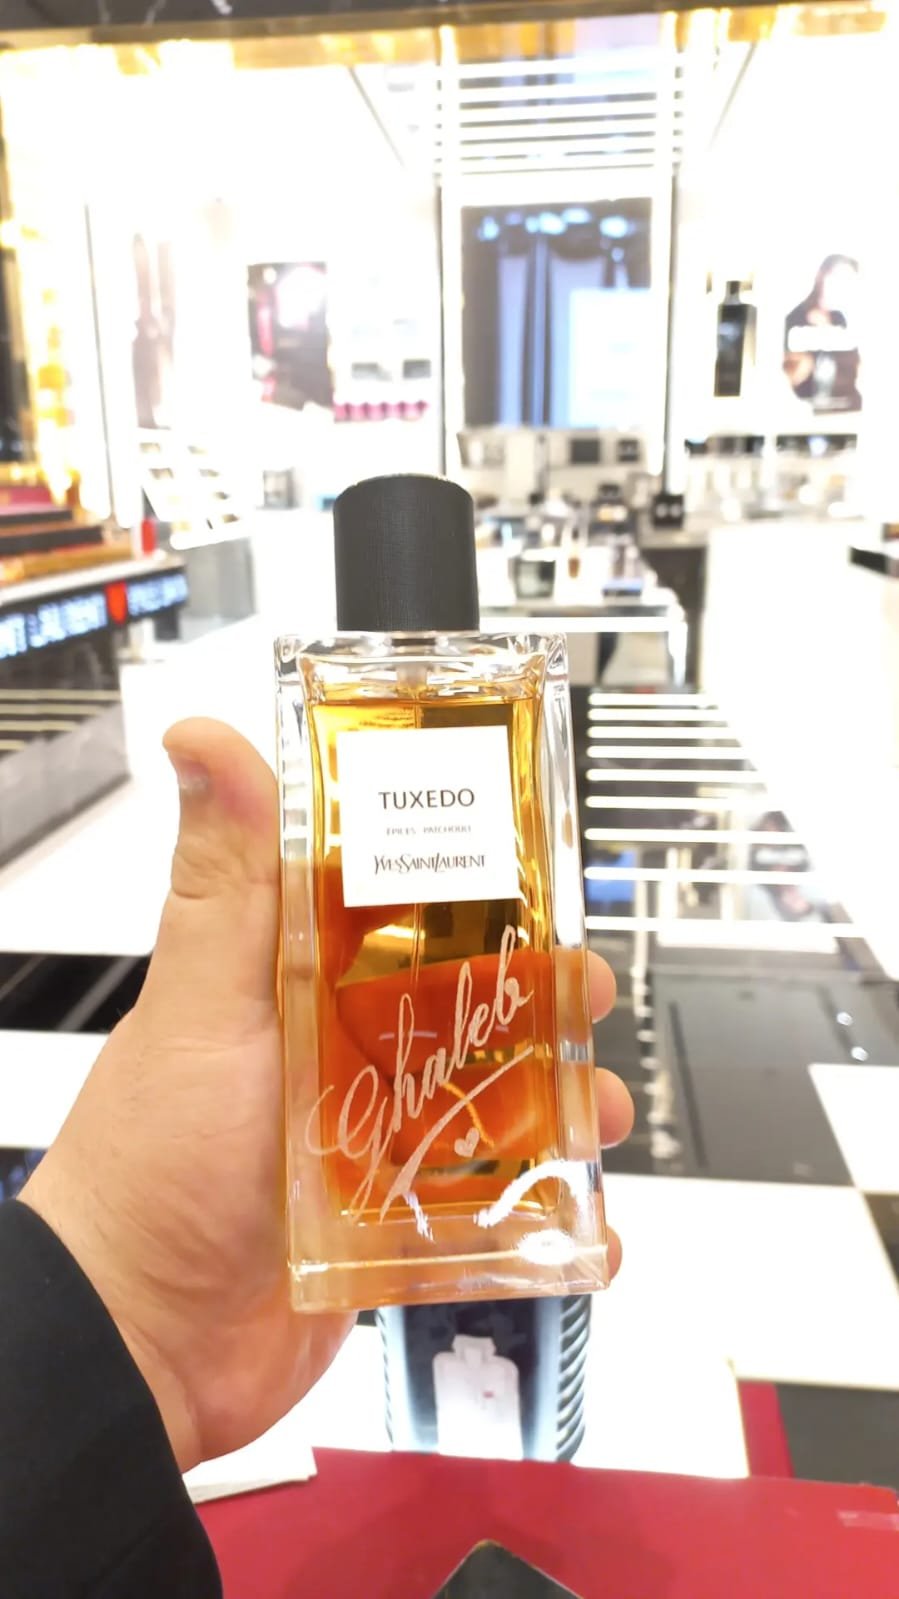 TUXEDO
ÉPICES - PATCHOULI
YVESSAINTLAURENT
Ghaleb